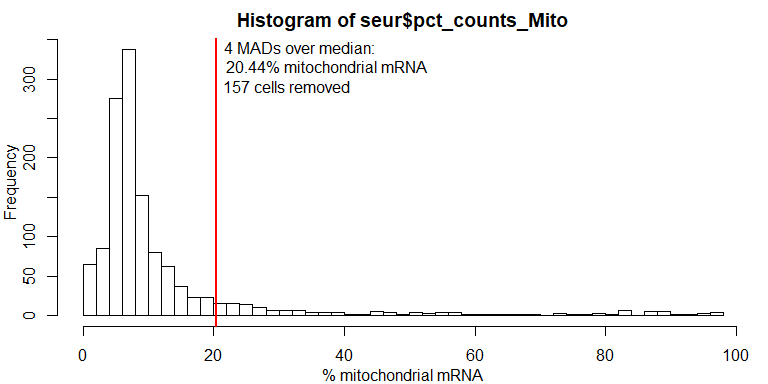 Histogram of seur$pct_counts_Mito
4 MADs over median:
20.44% mitochondrial mRNA
157 cells removed
Frequency
300
200
100
50
0
0 20 40 60 80 100
% mitochondrial mRNA